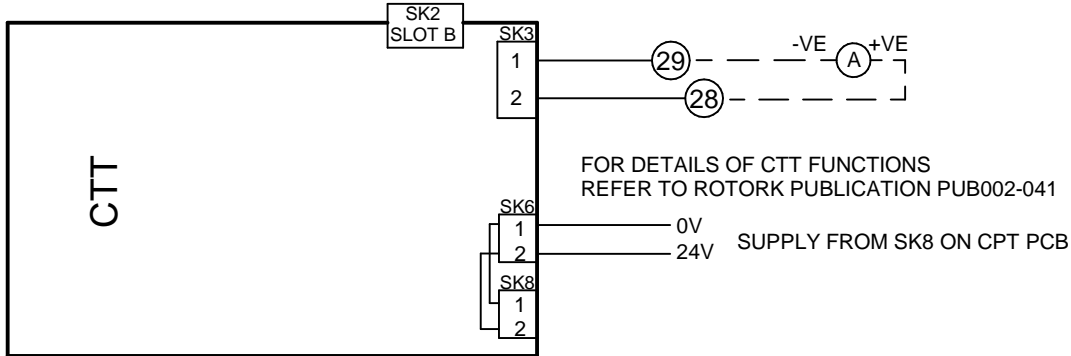 SK2
SLOT B
SK3
1
2
29
-VE
A
+VE
28
CTT
FOR DETAILS OF CTT FUNCTIONS
REFER TO ROTORK PUBLICATION PUB002-041
SK6
1
2
0V
24V
SUPPLY FROM SK8 ON CPT PCB
SK8
1
2